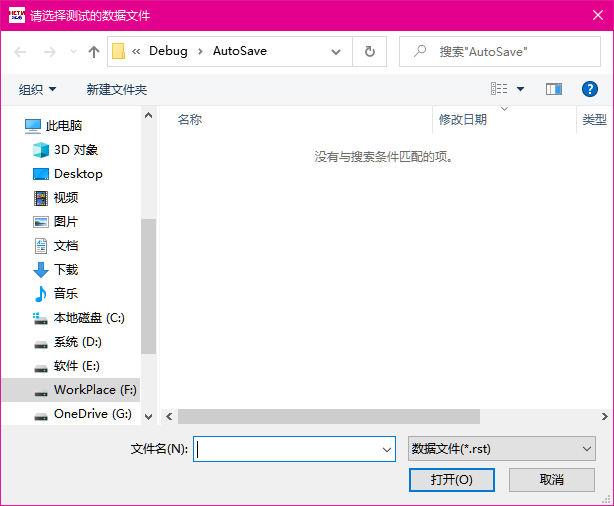 请选择测试的数据文件
« Debug › AutoSave
搜索"AutoSave"
组织
新建文件夹
名称
修改日期
类型
没有与搜索条件匹配的项。
此电脑
3D 对象
Desktop
视频
图片
文档
下载
音乐
本地磁盘 (C:)
系统 (D:)
软件 (E:)
WorkPlace (F:)
OneDrive (G:)
文件名(N):
数据文件(*.rst)
打开(O)
取消